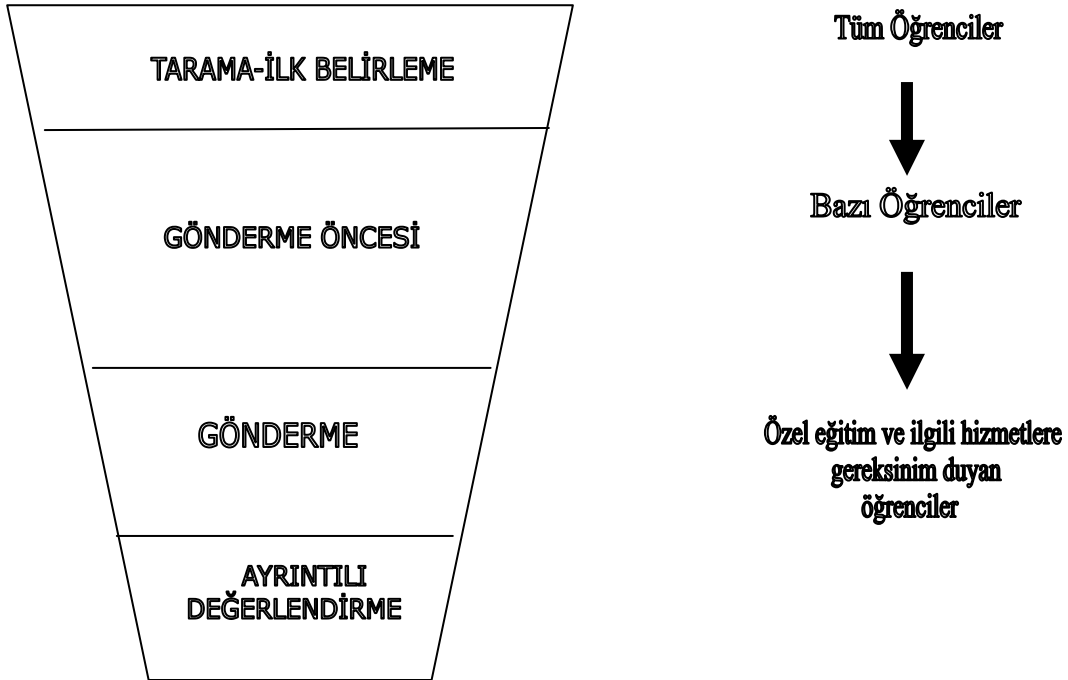 TARAMA-İLK BELİRLEME
GÖNDERME ÖNCESİ
GÖNDERME
AYRINTILI
DEĞERLENDİRME
Tüm Öğrenciler
Bazı Öğrenciler
Özel eğitim ve ilgili hizmetlere
gereksinim duyan
öğrenciler